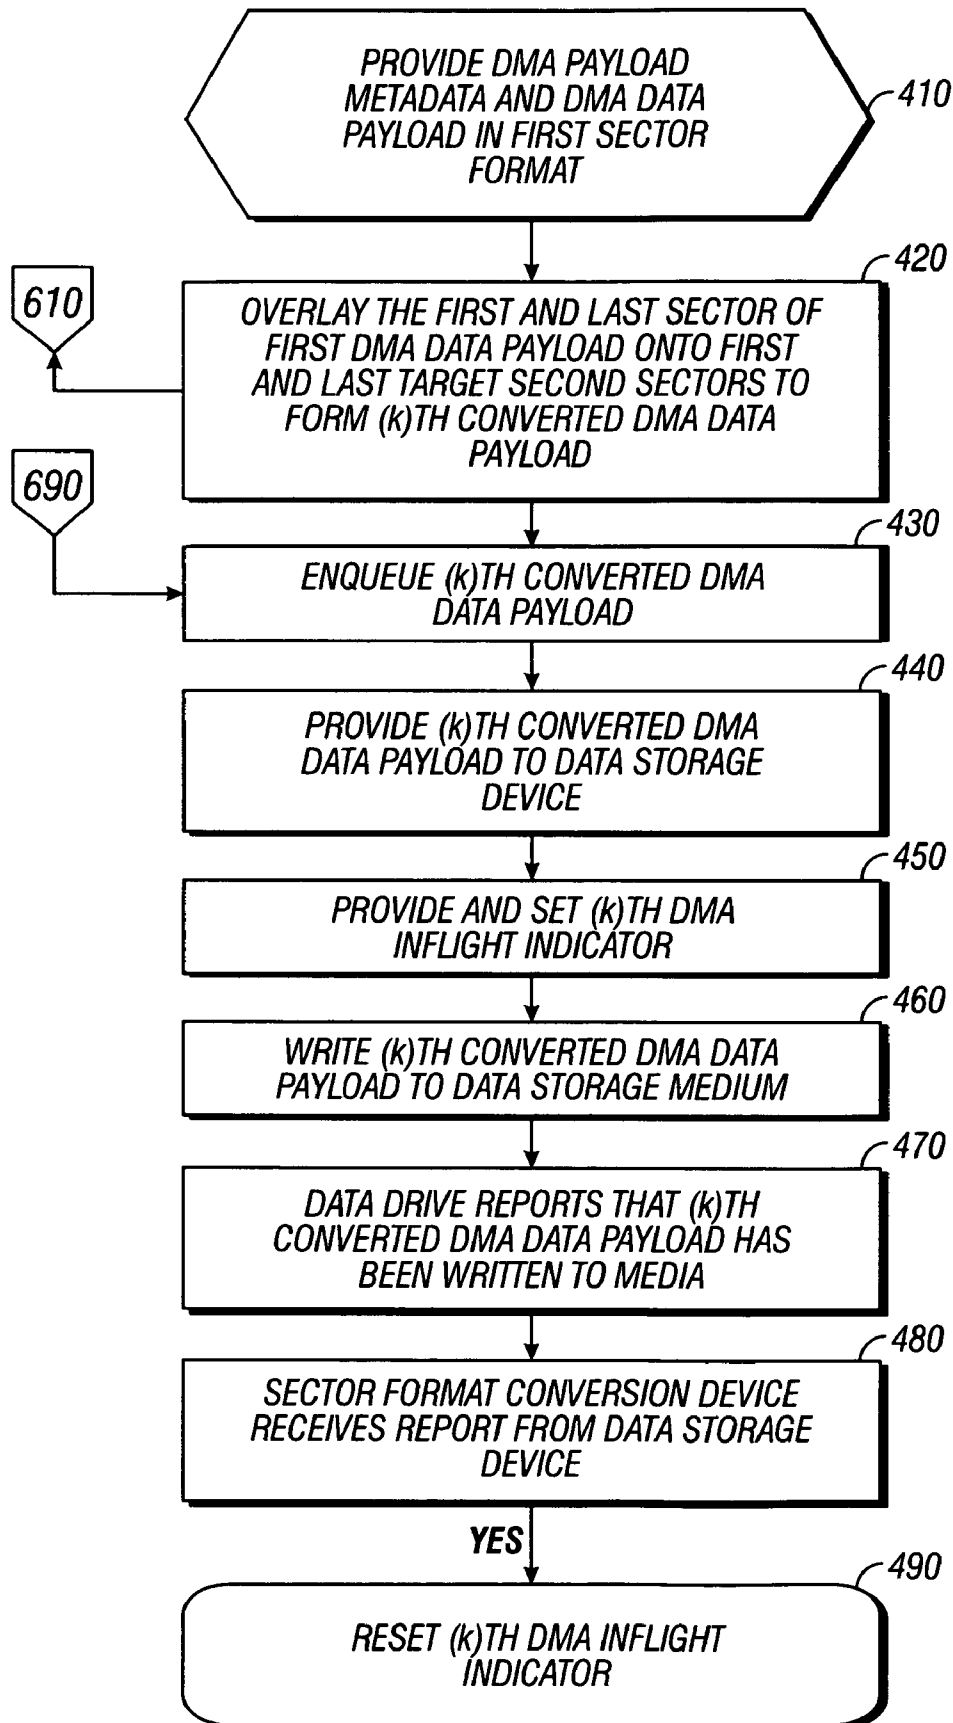 PROVIDE DMA PAYLOAD
METADATA AND DMA DATA
PAYLOAD IN FIRST SECTOR
FORMAT
410
420
610
OVERLAY THE FIRST AND LAST SECTOR OF
FIRST DMA DATA PAYLOAD ONTO FIRST
AND LAST TARGET SECOND SECTORS TO
FORM (k)TH CONVERTED DMA DATA
PAYLOAD
690
430
ENQUEUE (k)TH CONVERTED DMA
DATA PAYLOAD
440
PROVIDE (k)TH CONVERTED DMA
DATA PAYLOAD TO DATA STORAGE
DEVICE
450
PROVIDE AND SET (k)TH DMA
INFLIGHT INDICATOR
460
WRITE (k)TH CONVERTED DMA DATA
PAYLOAD TO DATA STORAGE MEDIUM
470
DATA DRIVE REPORTS THAT (k)TH
CONVERTED DMA DATA PAYLOAD HAS
BEEN WRITTEN TO MEDIA
480
SECTOR FORMAT CONVERSION DEVICE
RECEIVES REPORT FROM DATA STORAGE
DEVICE
YES
490
RESET (k)TH DMA INFLIGHT
INDICATOR